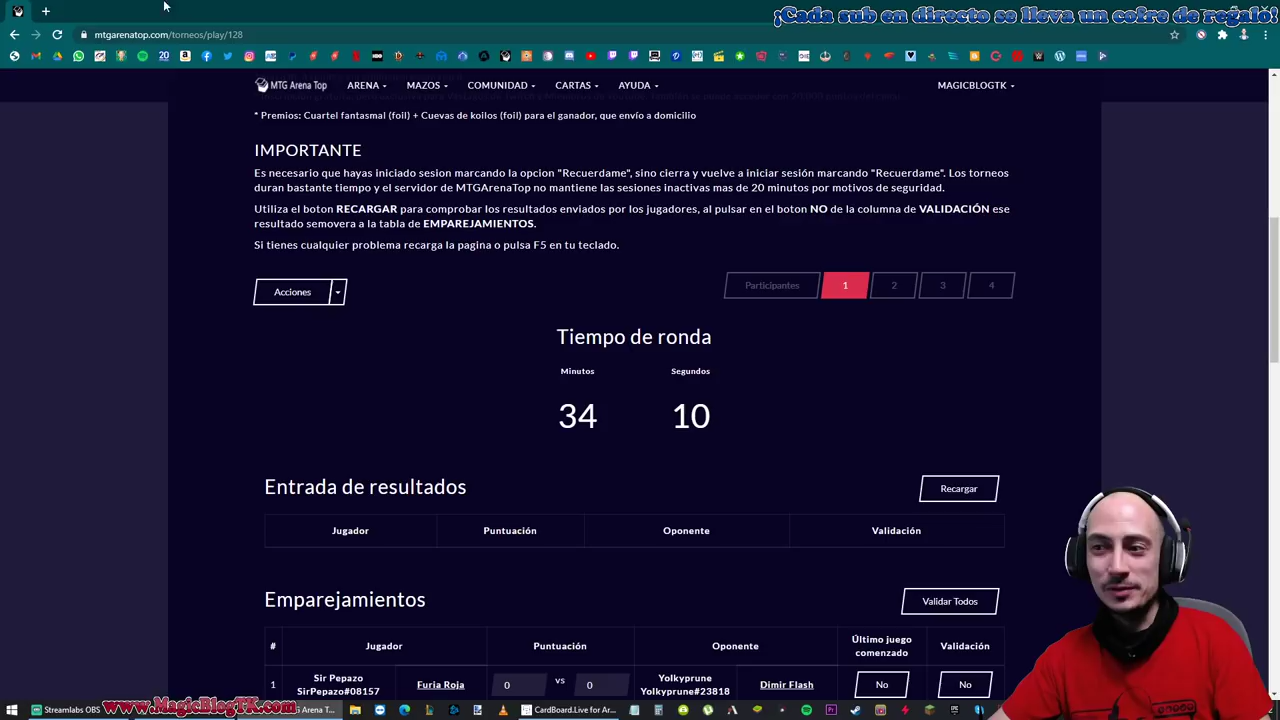 ¡Cada sub en directo se lleva un cofre de regalo!
mtgarenatop.com/torneos/play/128
MTG Arena Top
ARENA
MAZOS
COMUNIDAD
CARTAS
AYUDA
MAGICBLOGTK
* Premios: Cuartel fantasmal (foil) + Cuevas de koilos (foil) para el ganador, que envío a domicilio
IMPORTANTE
Es necesario que hayas iniciado sesion marcando la opcion "Recuerdame", sino cierra y vuelve a iniciar sesión marcando "Recuerdame". Los torneos
duran bastante tiempo y el servidor de MTGArenaTop no mantiene las sesiones inactivas mas de 20 minutos por motivos de seguridad.
Utiliza el boton RECARGAR para comprobar los resultados enviados por los jugadores, al pulsar en el boton NO de la columna de VALIDACIÓN ese
resultado semovera a la tabla de EMPAREJAMIENTOS.
Si tienes cualquier problema recarga la pagina o pulsa F5 en tu teclado.
Acciones
Participantes
1
2
3
4
Tiempo de ronda
Minutos
Segundos
34
10
Entrada de resultados
Recargar
Jugador
Puntuación
Oponente
Validación
Emparejamientos
Validar Todos
#
Jugador
Puntuación
Oponente
Último juego
comenzado
Validación
1
Sir Pepazo
SirPepazo#08157
Furia Roja
0
vs
0
Yolkyprune
Yolkyprune#23818
Dimir Flash
No
No
www.MagicBlogTK.com
Streamlabs OBS
CardBoard.Live for Ar...